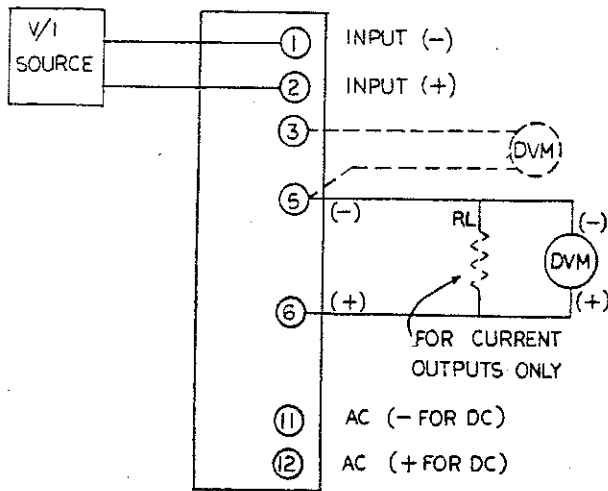 V/I
SOURCE
1 INPUT (-)
2 INPUT (+)
3
DVM
5 (-)
RL
(-)
DVM
(+)
6 (+)
FOR CURRENT
OUTPUTS ONLY
11 AC (- FOR DC)
12 AC (+ FOR DC)